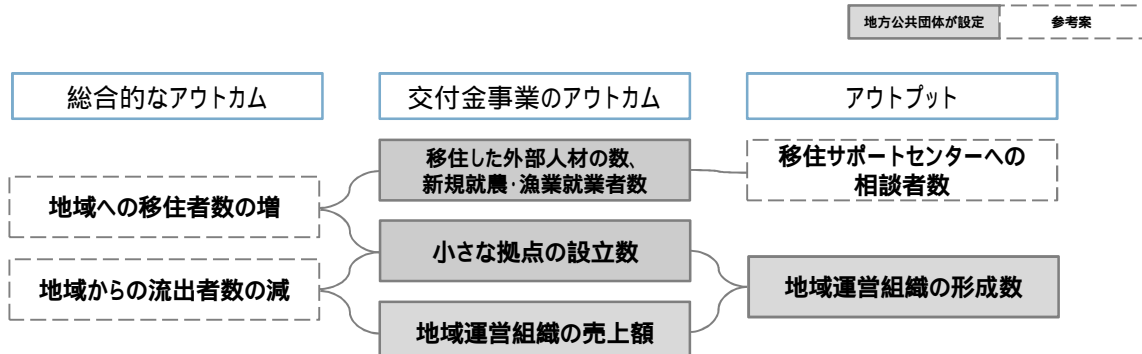 地方公共団体が設定
参考案
総合的なアウトカム
交付金事業のアウトカム
アウトプット
移住した外部人材の数、
新規就農・漁業就業者数
移住サポートセンターへの
相談者数
地域への移住者数の増
小さな拠点の設立数
地域からの流出者数の減
地域運営組織の形成数
地域運営組織の売上額